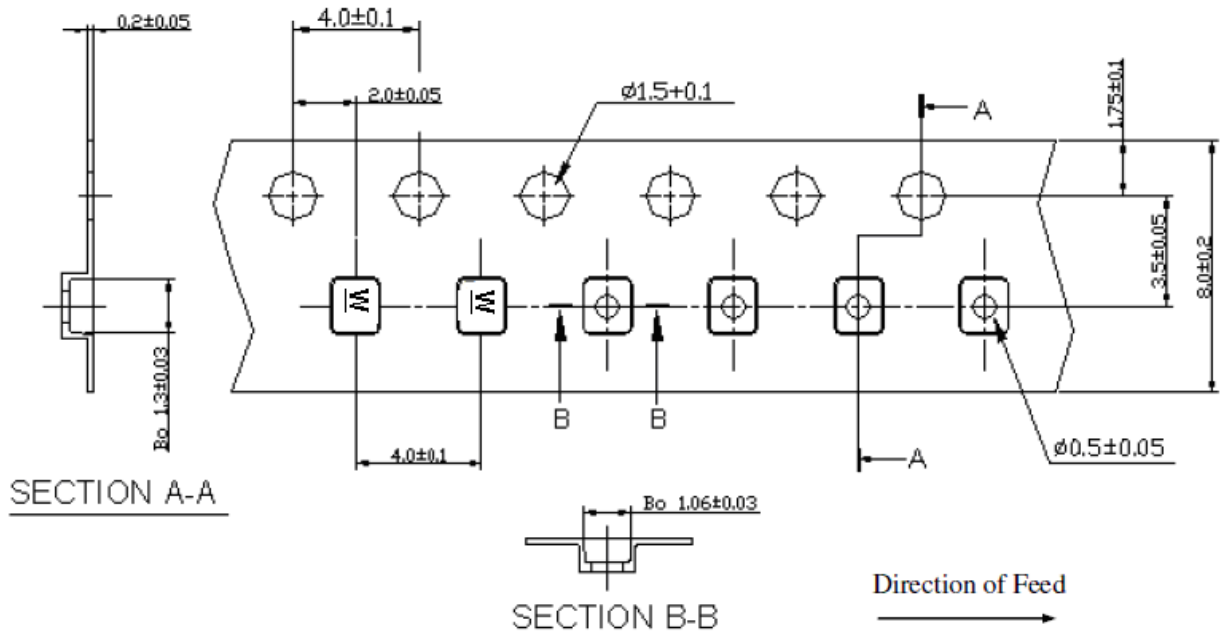 0.2±0.05
4.0±0.1
2.0±0.05
ø1.5+0.1
A
1.75±0.1
3.5±0.05
8.0±0.2
W
W
B
B
Bo 1.3±0.03
4.0±0.1
A
ø0.5±0.05
SECTION A-A
Bo 1.06±0.03
SECTION B-B
Direction of Feed